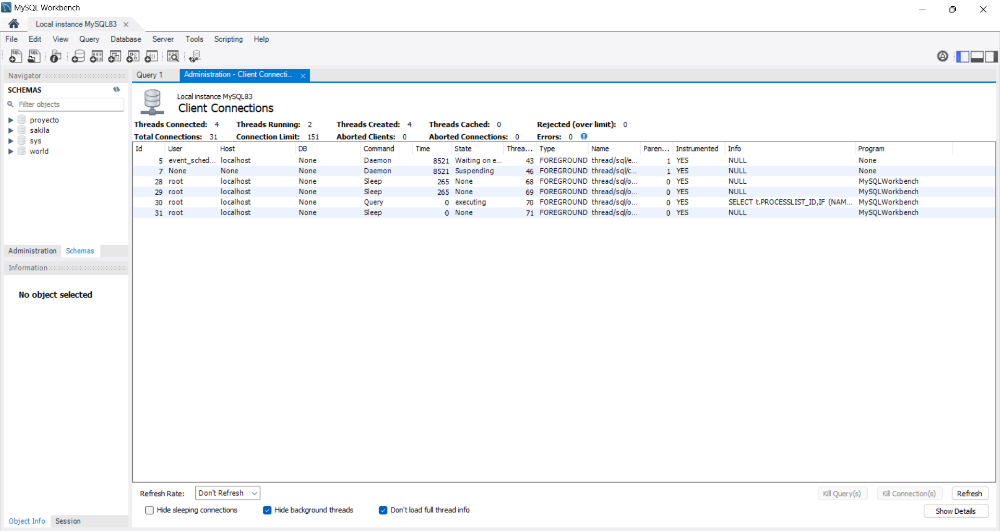 MySQL Workbench
Local instance MySQL83
File Edit View Query Database Server Tools Scripting Help
Navigator
SCHEMAS
Filter objects
proyecto
sakila
sys
world
Administration Schemas
Information
No object selected
Object Info Session
Query 1 Administration - Client Connecti...
Local instance MySQL83
Client Connections
Threads Connected: 4 Threads Running: 2 Threads Created: 4 Threads Cached: 0 Rejected (over limit): 0
Total Connections: 31 Connection Limit: 151 Aborted Clients: 0 Aborted Connections: 0 Errors: 0
Id User Host DB Command Time State Threa... Type Name Paren... Instrumented Info Program
5 event_sched... localhost None Daemon 8521 Waiting on e... 43 FOREGROUND thread/sql/e... 1 YES NULL None
7 None None None Daemon 8521 Suspending 46 FOREGROUND thread/sql/c... 1 YES NULL None
28 root localhost None Sleep 265 None 68 FOREGROUND thread/sql/o... 0 YES NULL MySQLWorkbench
29 root localhost None Sleep 265 None 69 FOREGROUND thread/sql/o... 0 YES NULL MySQLWorkbench
30 root localhost None Query 0 executing 70 FOREGROUND thread/sql/o... 0 YES SELECT t.PROCESSLIST_ID,IF (NAM... MySQLWorkbench
31 root localhost None Sleep 0 None 71 FOREGROUND thread/sql/o... 0 YES NULL MySQLWorkbench
Refresh Rate: Don't Refresh Kill Query(s) Kill Connection(s) Refresh
Hide sleeping connections Hide background threads Don't load full thread info Show Details